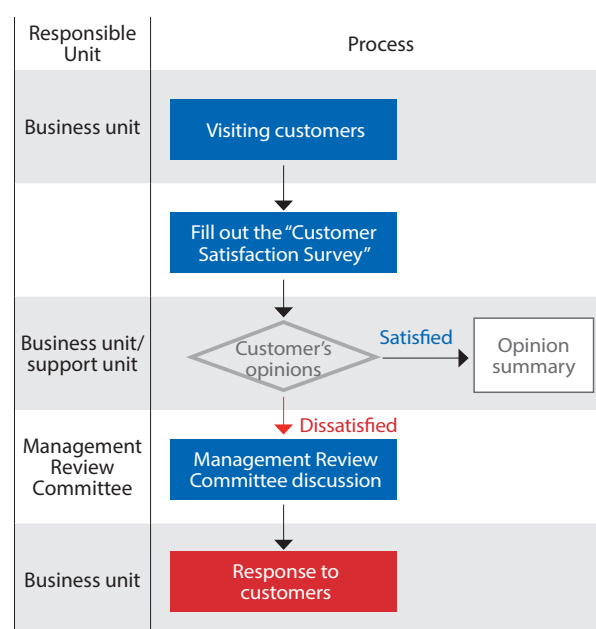 Responsible
Unit
Process
Business unit
Visiting customers
Fill out the “Customer
Satisfaction Survey”
Business unit/
support unit
Customer's
opinions
Satisfied
Opinion
summary
Dissatisfied
Management
Review
Committee
Management Review
Committee discussion
Business unit
Response to
customers